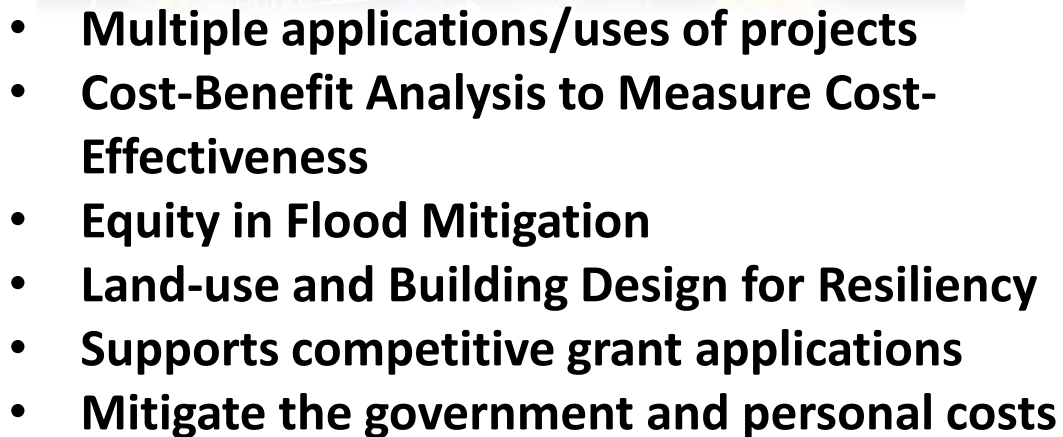 • Multiple applications/uses of projects
• Cost-Benefit Analysis to Measure Cost-
Effectiveness
• Equity in Flood Mitigation
• Land-use and Building Design for Resiliency
• Supports competitive grant applications
• Mitigate the government and personal costs